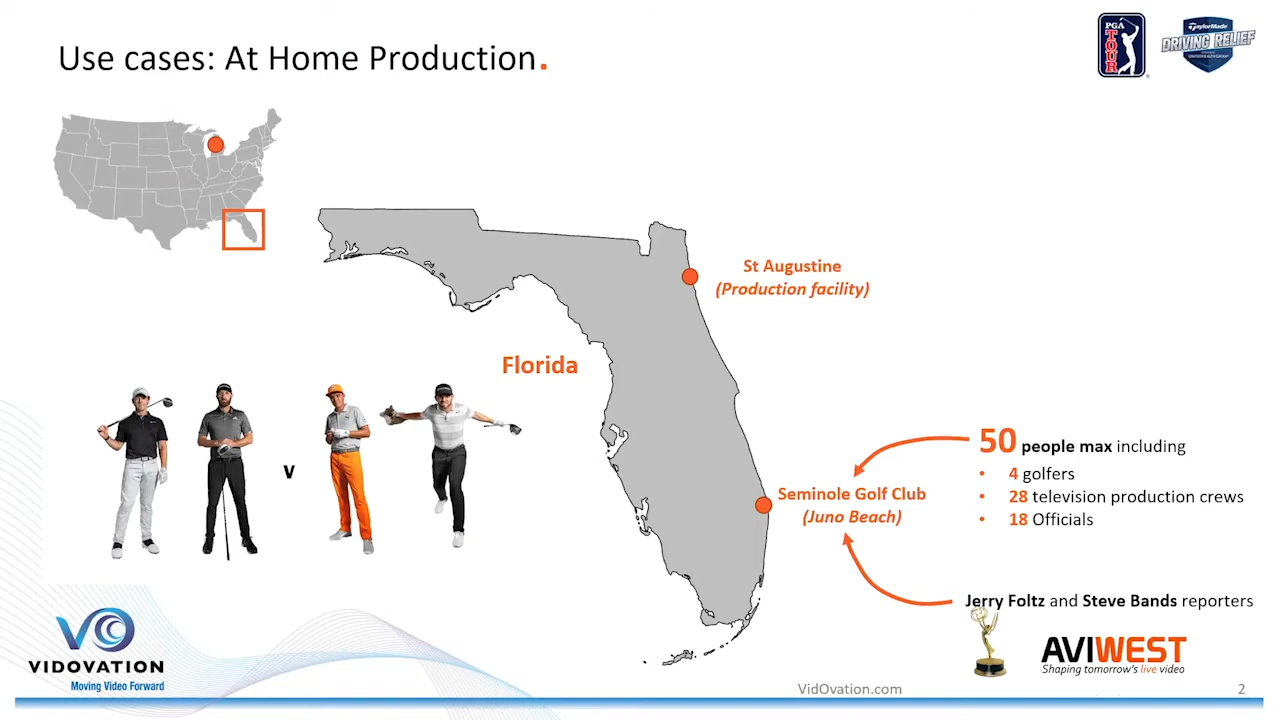 Use cases: At Home Production.
PGA
TOUR
TaylorMade
DRIVING RELIEF
St Augustine
(Production facility)
Florida
v
50 people max including
• 4 golfers
• 28 television production crews
• 18 Officials
Seminole Golf Club
(Juno Beach)
Jerry Foltz and Steve Bands reporters
VO
VIDOVATION
Moving Video Forward
AVIWEST
Shaping tomorrow's live video
VidOvation.com
2